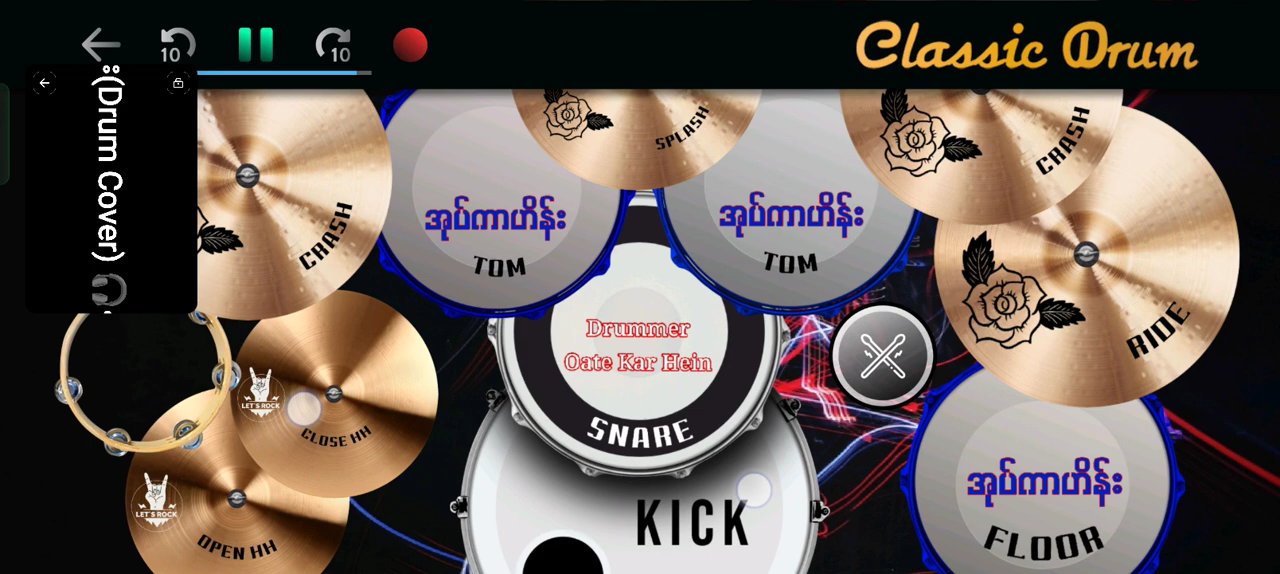 10
10
Classic Drum
:(Drum Cover)
CRASH
အုပ်ကာဟိန်း
TOM
SPLASH
အုပ်ကာဟိန်း
TOM
CRASH
RIDE
Drummer
Oate Kar Hein
SNARE
LET'S ROCK
CLOSE HH
LET'S ROCK
OPEN HH
KICK
အုပ်ကာဟိန်း
FLOOR